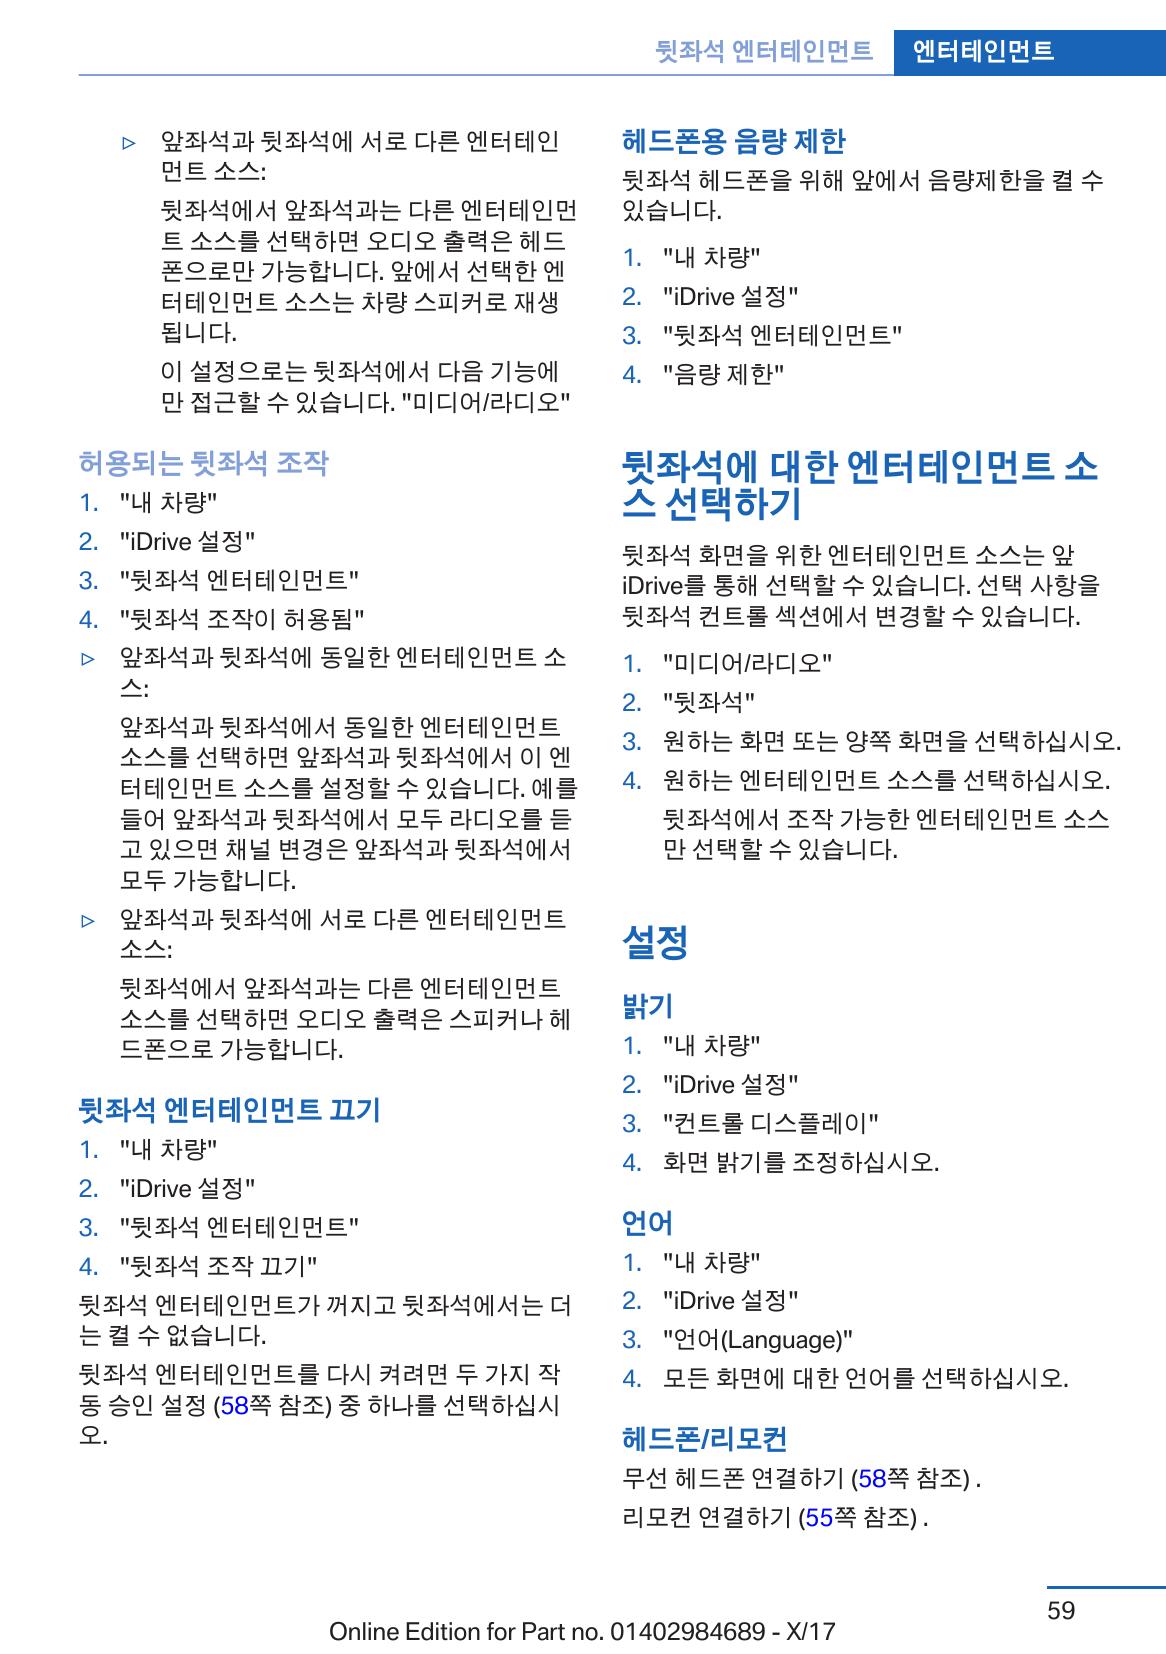 뒷좌석 엔터테인먼트 엔터테인먼트
▷ 앞좌석과 뒷좌석에 서로 다른 엔터테인
먼트 소스:
뒷좌석에서 앞좌석과는 다른 엔터테인먼
트 소스를 선택하면 오디오 출력은 헤드
폰으로만 가능합니다. 앞에서 선택한 엔
터테인먼트 소스는 차량 스피커로 재생
됩니다.
이 설정으로는 뒷좌석에서 다음 기능에
만 접근할 수 있습니다. "미디어/라디오"
허용되는 뒷좌석 조작
1. "내 차량"
2. "iDrive 설정"
3. "뒷좌석 엔터테인먼트"
4. "뒷좌석 조작이 허용됨"
▷ 앞좌석과 뒷좌석에 동일한 엔터테인먼트 소
스:
앞좌석과 뒷좌석에서 동일한 엔터테인먼트
소스를 선택하면 앞좌석과 뒷좌석에서 이 엔
터테인먼트 소스를 설정할 수 있습니다. 예를
들어 앞좌석과 뒷좌석에서 모두 라디오를 듣
고 있으면 채널 변경은 앞좌석과 뒷좌석에서
모두 가능합니다.
▷ 앞좌석과 뒷좌석에 서로 다른 엔터테인먼트
소스:
뒷좌석에서 앞좌석과는 다른 엔터테인먼트
소스를 선택하면 오디오 출력은 스피커나 헤
드폰으로 가능합니다.
뒷좌석 엔터테인먼트 끄기
1. "내 차량"
2. "iDrive 설정"
3. "뒷좌석 엔터테인먼트"
4. "뒷좌석 조작 끄기"
뒷좌석 엔터테인먼트가 꺼지고 뒷좌석에서는 더
는 켤 수 없습니다.
뒷좌석 엔터테인먼트를 다시 켜려면 두 가지 작
동 승인 설정 (58쪽 참조) 중 하나를 선택하십시
오.
헤드폰용 음량 제한
뒷좌석 헤드폰을 위해 앞에서 음량제한을 켤 수
있습니다.
1. "내 차량"
2. "iDrive 설정"
3. "뒷좌석 엔터테인먼트"
4. "음량 제한"
뒷좌석에 대한 엔터테인먼트 소
스 선택하기
뒷좌석 화면을 위한 엔터테인먼트 소스는 앞
iDrive를 통해 선택할 수 있습니다. 선택 사항을
뒷좌석 컨트롤 섹션에서 변경할 수 있습니다.
1. "미디어/라디오"
2. "뒷좌석"
3. 원하는 화면 또는 양쪽 화면을 선택하십시오.
4. 원하는 엔터테인먼트 소스를 선택하십시오.
뒷좌석에서 조작 가능한 엔터테인먼트 소스
만 선택할 수 있습니다.
설정
밝기
1. "내 차량"
2. "iDrive 설정"
3. "컨트롤 디스플레이"
4. 화면 밝기를 조정하십시오.
언어
1. "내 차량"
2. "iDrive 설정"
3. "언어(Language)"
4. 모든 화면에 대한 언어를 선택하십시오.
헤드폰/리모컨
무선 헤드폰 연결하기 (58쪽 참조) .
리모컨 연결하기 (55쪽 참조) .
59
Online Edition for Part no. 01402984689 - X/17